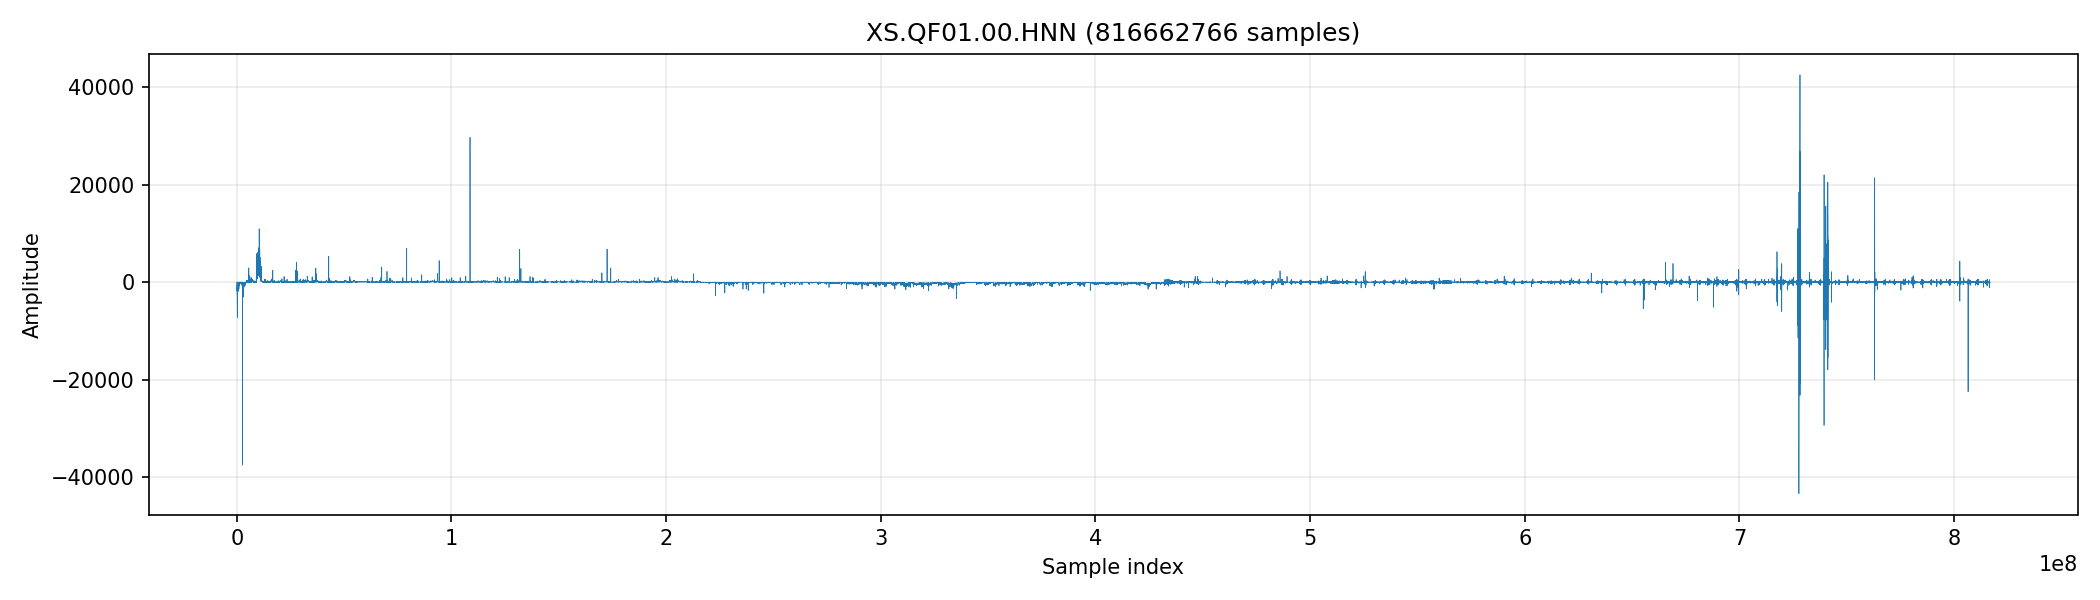 XS.QF01.00.HNN (816662766 samples)
40000
20000
0
−20000
−40000
Amplitude
0 1 2 3 4 5 6 7 8
1e8
Sample index